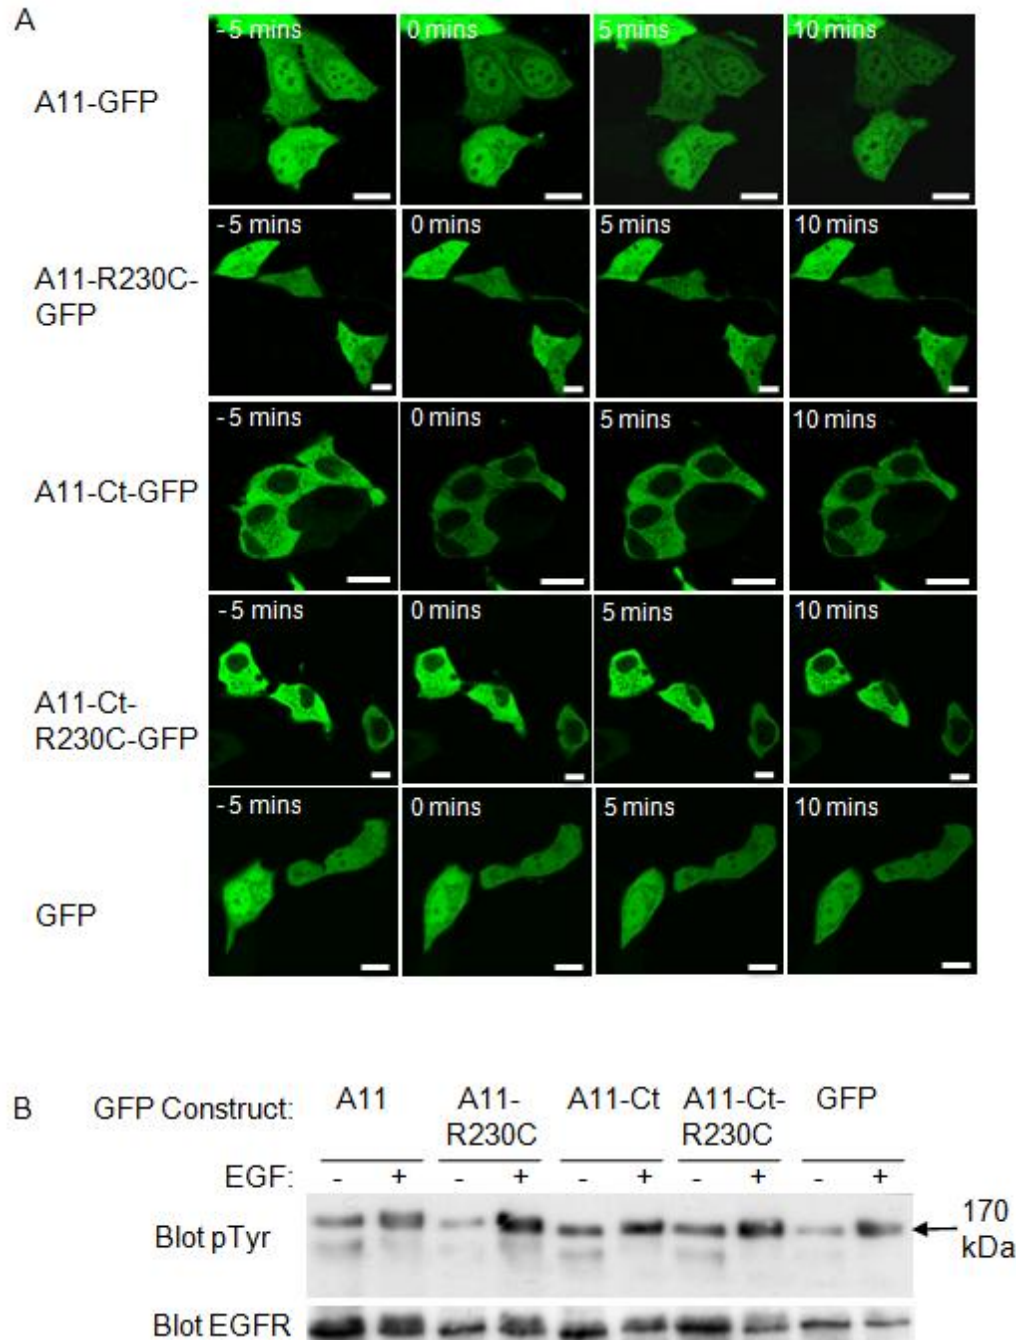 A
- 5 mins 0 mins 5 mins 10 mins
A11-GFP
- 5 mins 0 mins 5 mins 10 mins
A11-R230C-
GFP
- 5 mins 0 mins 5 mins 10 mins
A11-Ct-GFP
- 5 mins 0 mins 5 mins 10 mins
A11-Ct-
R230C-GFP
- 5 mins 0 mins 5 mins 10 mins
GFP
B GFP Construct: A11 A11- A11-Ct A11-Ct- GFP
R230C R230C
EGF: - + - + - + - + - +
Blot pTyr 170
kDa
Blot EGFR